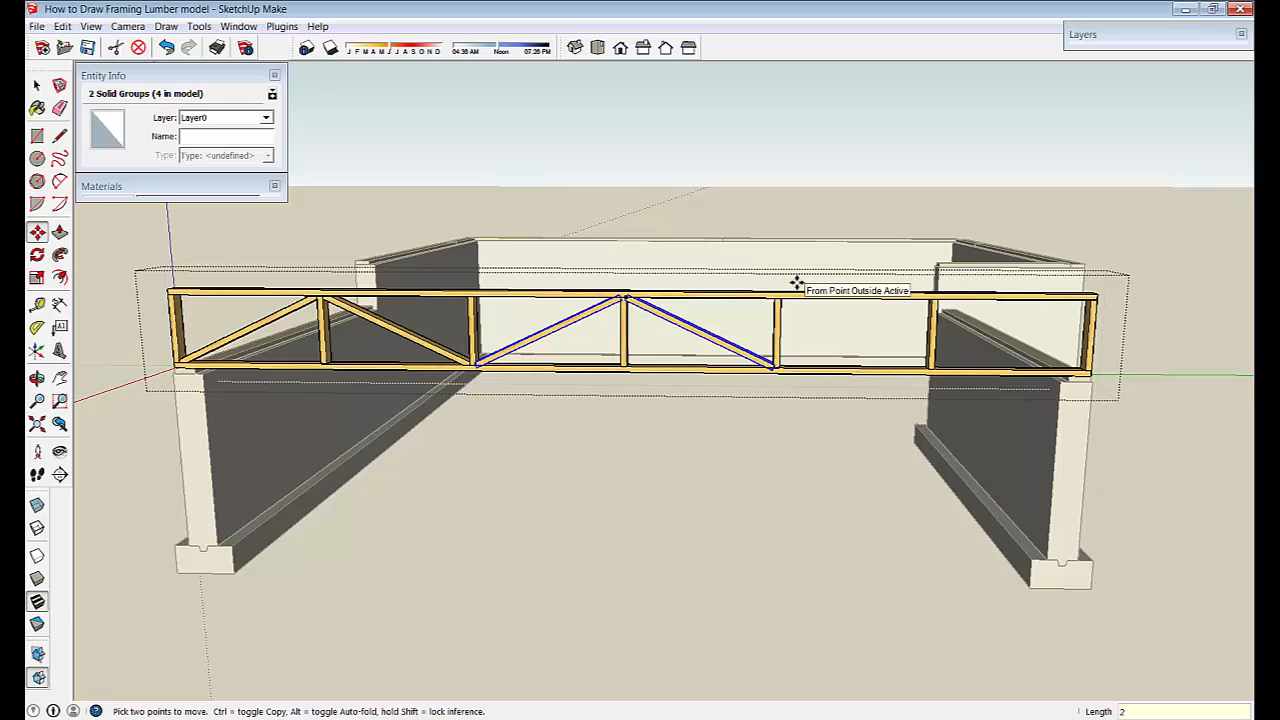 How to Draw Framing Lumber model - SketchUp Make
File Edit View Camera Draw Tools Window Plugins Help
Layers
J F M A M J J A S O N D 04:36 AM Noon 07:26 PM
Entity Info
2 Solid Groups (4 in model)
Layer: Layer0
Name:
Type: Type: <undefined>
Materials
From Point Outside Active
Pick two points to move. Ctrl = toggle Copy, Alt = toggle Auto-fold, hold Shift = lock inference.
Length 2